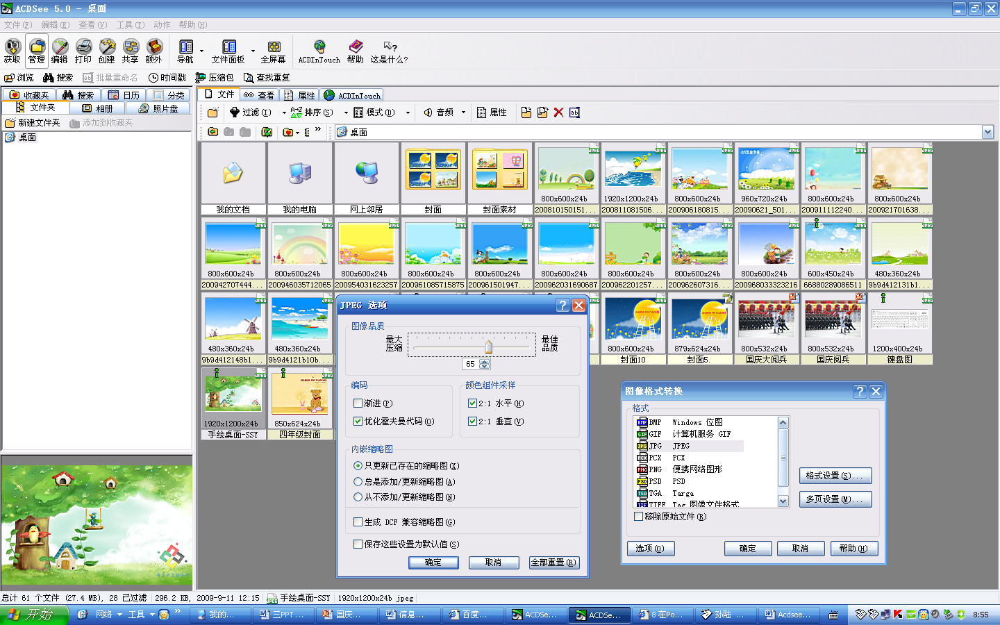 ACDSee 5.0 - 桌面
文件(F) 编辑(E) 查看(V) 工具(T) 动作 帮助(H)
获取 管理 编辑 打印 创建 共享 额外 导航 文件面板 全屏幕 ACDInTouch 帮助 这是什么?
浏览 搜索 批量重命名 时间戳 压缩包 查找重复
收藏夹 搜索 日历 分类
文件夹 相册 照片盘
新建文件夹 添加到收藏夹
桌面
文件 查看 属性 ACDInTouch
过滤(I) 排序(S) 模式(D) 音频 属性
桌面
800x600x24b 1920x1200x24b 800x600x24b 960x720x24b 800x600x24b 800x600x24b
我的文档 我的电脑 网上邻居 封面 封面素材 200810150151... 200811081506... 200906180815... 20090621_501... 200911112240... 200921701638...
800x600x24b 800x600x24b 800x600x24b 800x600x24b 800x600x24b 800x600x24b 800x600x24b 800x600x24b 800x600x24b 600x450x24b 480x360x24b
200942707444... 200946035712065 200954031623257 200961085715875 200961501947... 200962031690687 200962201257... 200962607316... 200968033323216 66880289086511 9b9d412131b1...
480x360x24b 480x360x24b 800x600x24b 879x624x24b 800x532x24b 800x532x24b 1200x400x24b
9b9d412148b1... 9b9d4121b10b... 封面10 封面5. 国庆大阅兵 国庆阅兵 键盘图
1920x1200x24b 850x624x24b
手绘桌面-SSY 四年级封面
JPEG 选项
图像品质
最大压缩 最佳品质
65
编码
渐进(P)
优化霍夫曼代码(O)
颜色组件采样
2:1 水平(H)
2:1 垂直(V)
内嵌缩略图
只更新已存在的缩略图(X)
总是添加/更新缩略图(A)
从不添加/更新缩略图(N)
生成 DCF 兼容缩略图(G)
保存这些设置为默认值(S)
确定 取消 全部重置(R)
图像格式转换
格式
BMP Windows 位图
GIF 计算机服务 GIF
JPG JPEG
PCX PCX
PNG 便携网络图形
PSD PSD
TGA Targa
TIFF Tag 图像文件格式
格式设置(S)...
多页设置(M)...
移除原始文件(R)
选项(O) 确定 取消 帮助(H)
总计 61 个文件 (27.4 MB), 28 已过滤 296.2 KB, 2009-9-11 12:15 手绘桌面-SSY 1920x1200x24b jpeg
开始 网络 工具 我的... 三PPT ... 国庆... 信息... 百度... ACDSe... ACDSe... 8 在Po... 孙陆 ... Acdsee... 8:55